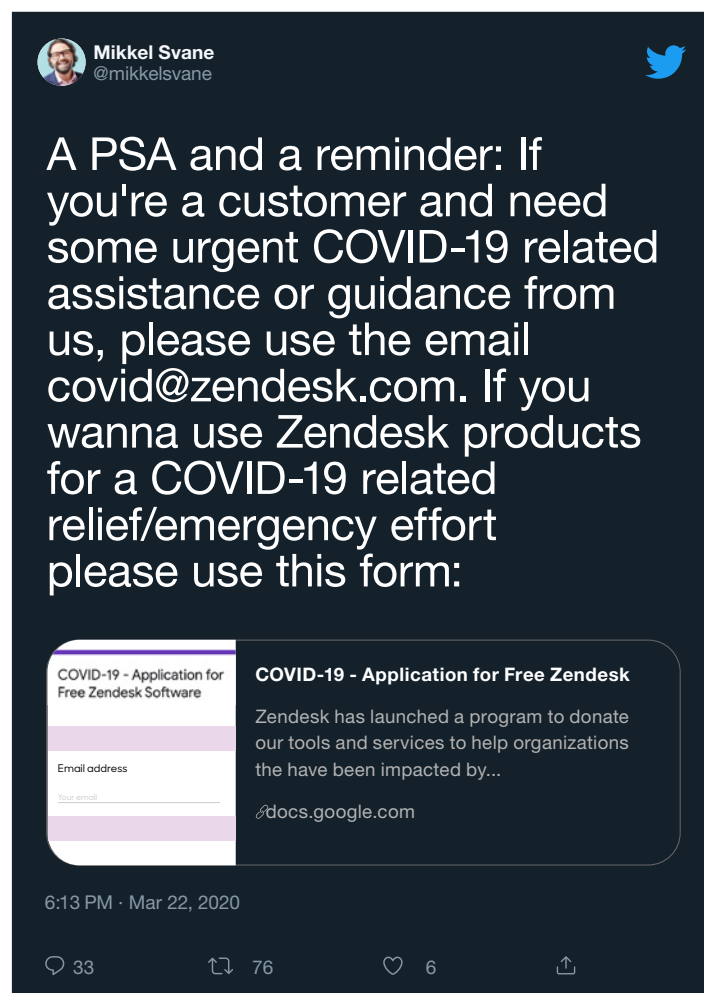 Mikkel Svane
@mikkelsvane
A PSA and a reminder: If
you're a customer and need
some urgent COVID-19 related
assistance or guidance from
us, please use the email
covid@zendesk.com. If you
wanna use Zendesk products
for a COVID-19 related
relief/emergency effort
please use this form:
COVID-19 - Application for
Free Zendesk Software
Email address
Your email
COVID-19 - Application for Free Zendesk
Zendesk has launched a program to donate
our tools and services to help organizations
the have been impacted by...
docs.google.com
6:13 PM · Mar 22, 2020
33 76 6